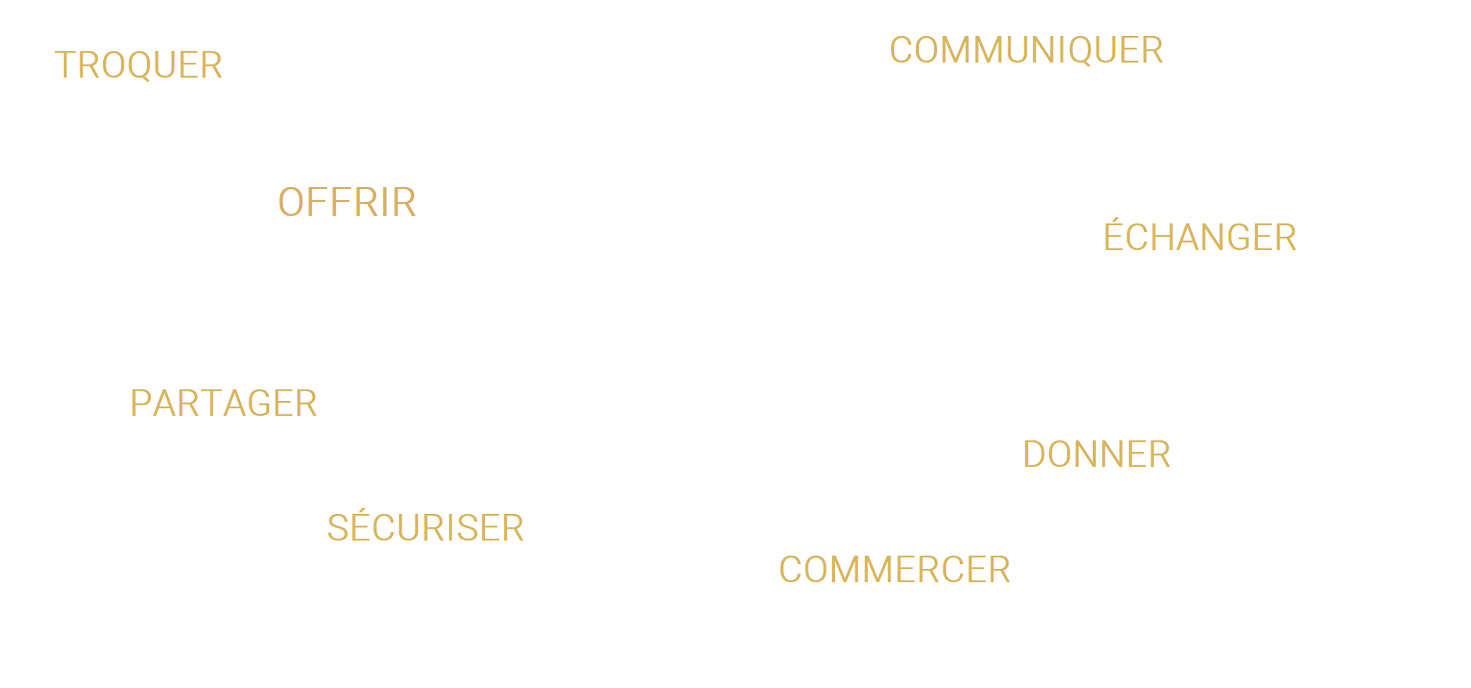 TROQUER
COMMUNIQUER
OFFRIR
ÉCHANGER
PARTAGER
DONNER
SÉCURISER
COMMERCER